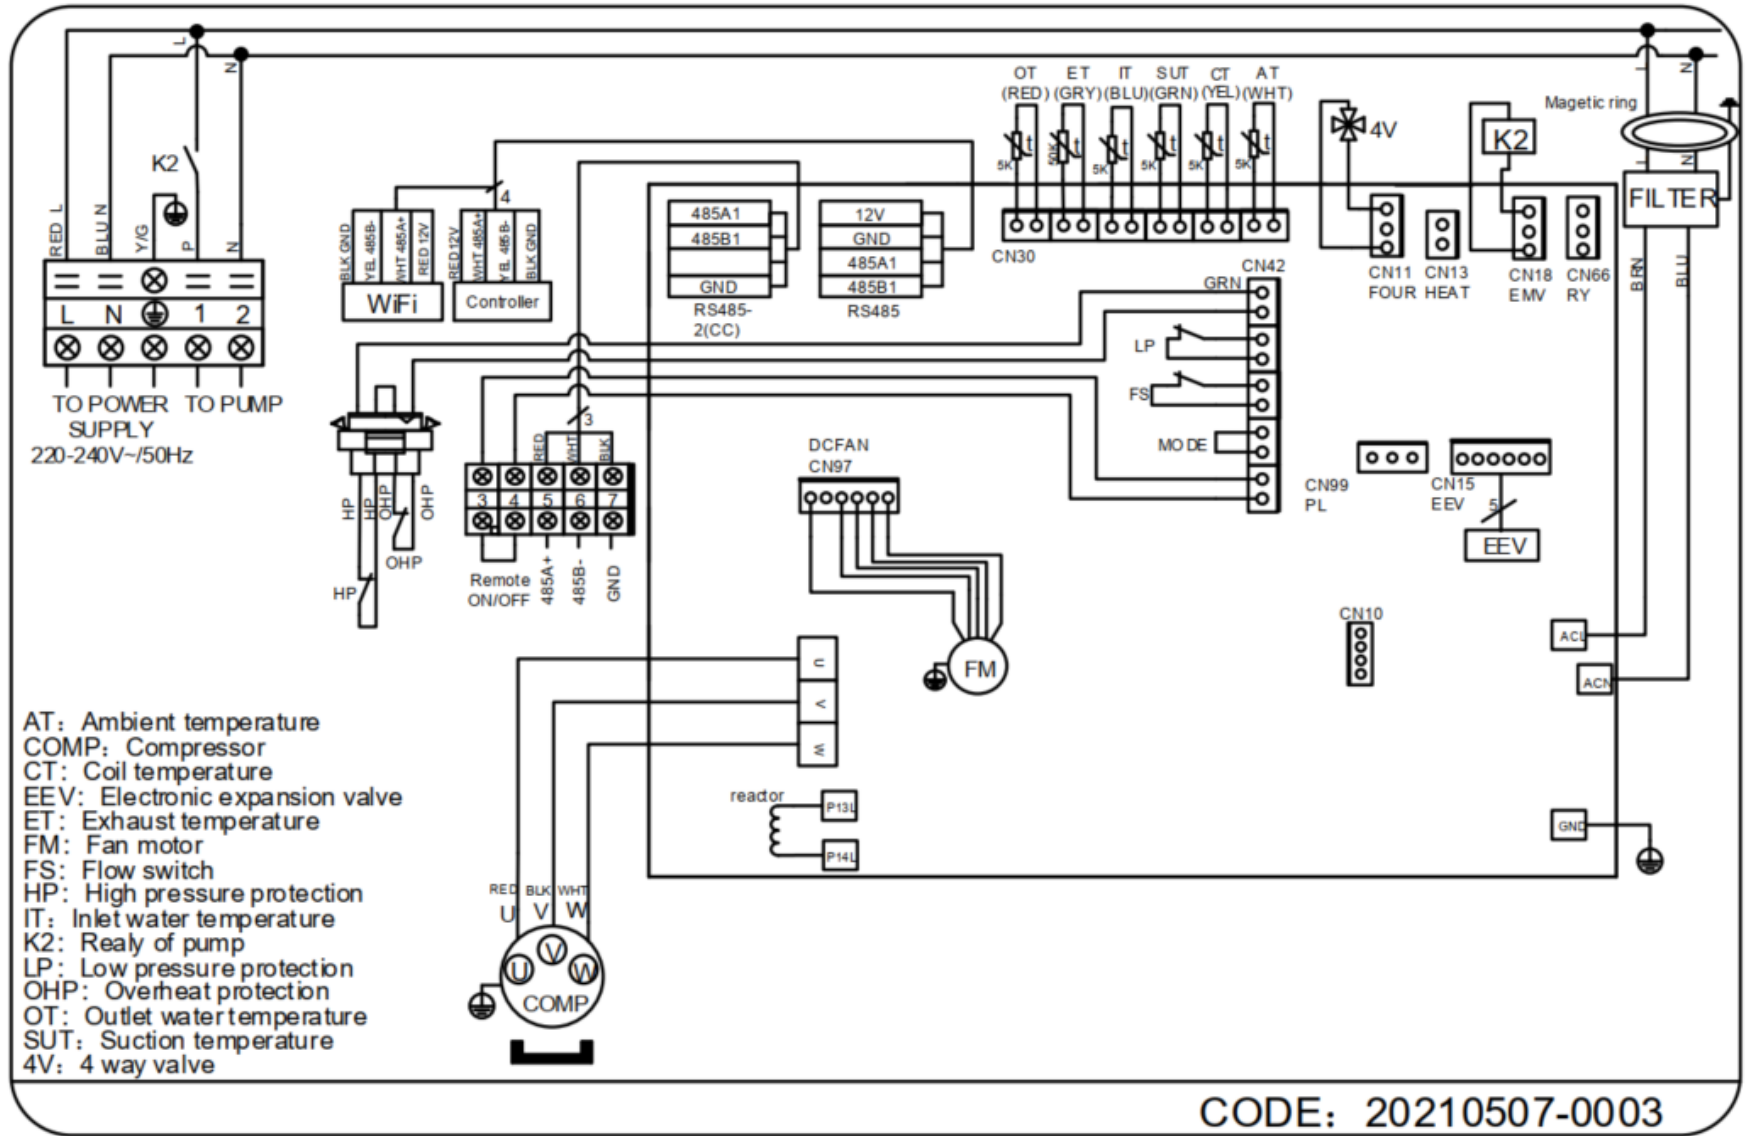 L
N
K2
RED L
BLU N
Y/G
P
N
L N 1 2
TO POWER
SUPPLY
220-240V~/50Hz
TO PUMP
4
BLK GND
YEL 485B-
WHT 485A+
RED 12V
WiFi
RED 12V
WHT 485A+
YEL 485B-
BLK GND
Controller
485A1
485B1
GND
RS485-
2(CC)
12V
GND
485A1
485B1
RS485
OT
(RED)
ET
(GRY)
IT
(BLU)
SUT
(GRN)
CT
(YEL)
AT
(WHT)
5K t
50K t
5K t
5K t
5K t
5K t
CN30
4V
K2
CN11
FOUR
CN13
HEAT
CN18
EMV
CN66
RY
L
N
Magetic ring
L
N
FILTER
BRN
BLU
CN42
GRN
LP
FS
MODE
HP
HP
OHP
OHP
OHP
HP
3
RED
WHT
BLK
3 4 5 6 7
Remote
ON/OFF
485A+
485B-
GND
DCFAN
CN97
FM
CN99
PL
CN15
EEV
5
EEV
CN10
ACL
ACN
GND
U
V
W
reactor
P13L
P14L
RED BLK WHT
U V W
U V W
COMP
AT： Ambient temperature
COMP： Compressor
CT： Coil temperature
EEV： Electronic expansion valve
ET： Exhaust temperature
FM： Fan motor
FS： Flow switch
HP： High pressure protection
IT： Inlet water temperature
K2： Realy of pump
LP： Low pressure protection
OHP： Overheat protection
OT： Outlet water temperature
SUT： Suction temperature
4V： 4 way valve
CODE： 20210507-0003